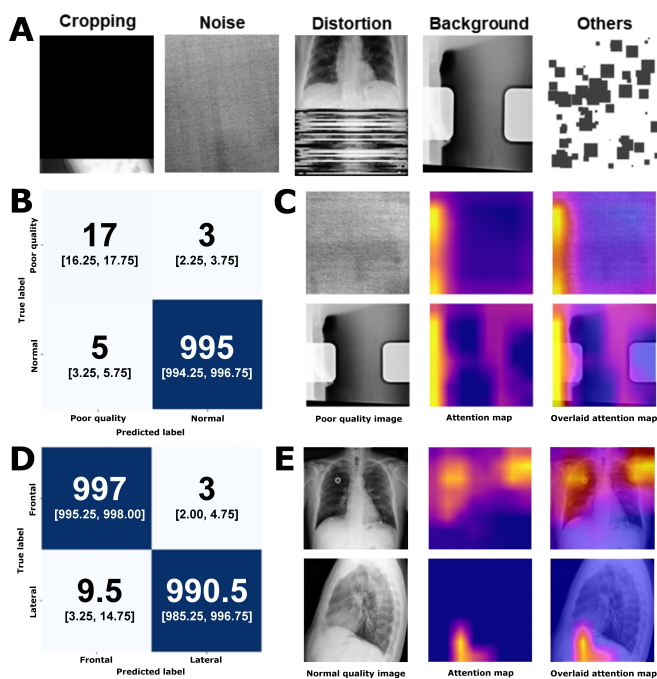 A
Cropping
Noise
Distortion
Background
Others
B
True label
Poor quality
17
[16.25, 17.75]
3
[2.25, 3.75]
Normal
5
[3.25, 5.75]
995
[994.25, 996.75]
Poor quality
Normal
Predicted label
C
Poor quality image
Attention map
Overlaid attention map
D
True label
Frontal
997
[995.25, 998.00]
3
[2.00, 4.75]
Lateral
9.5
[3.25, 14.75]
990.5
[985.25, 996.75]
Frontal
Lateral
Predicted label
E
Normal quality image
Attention map
Overlaid attention map